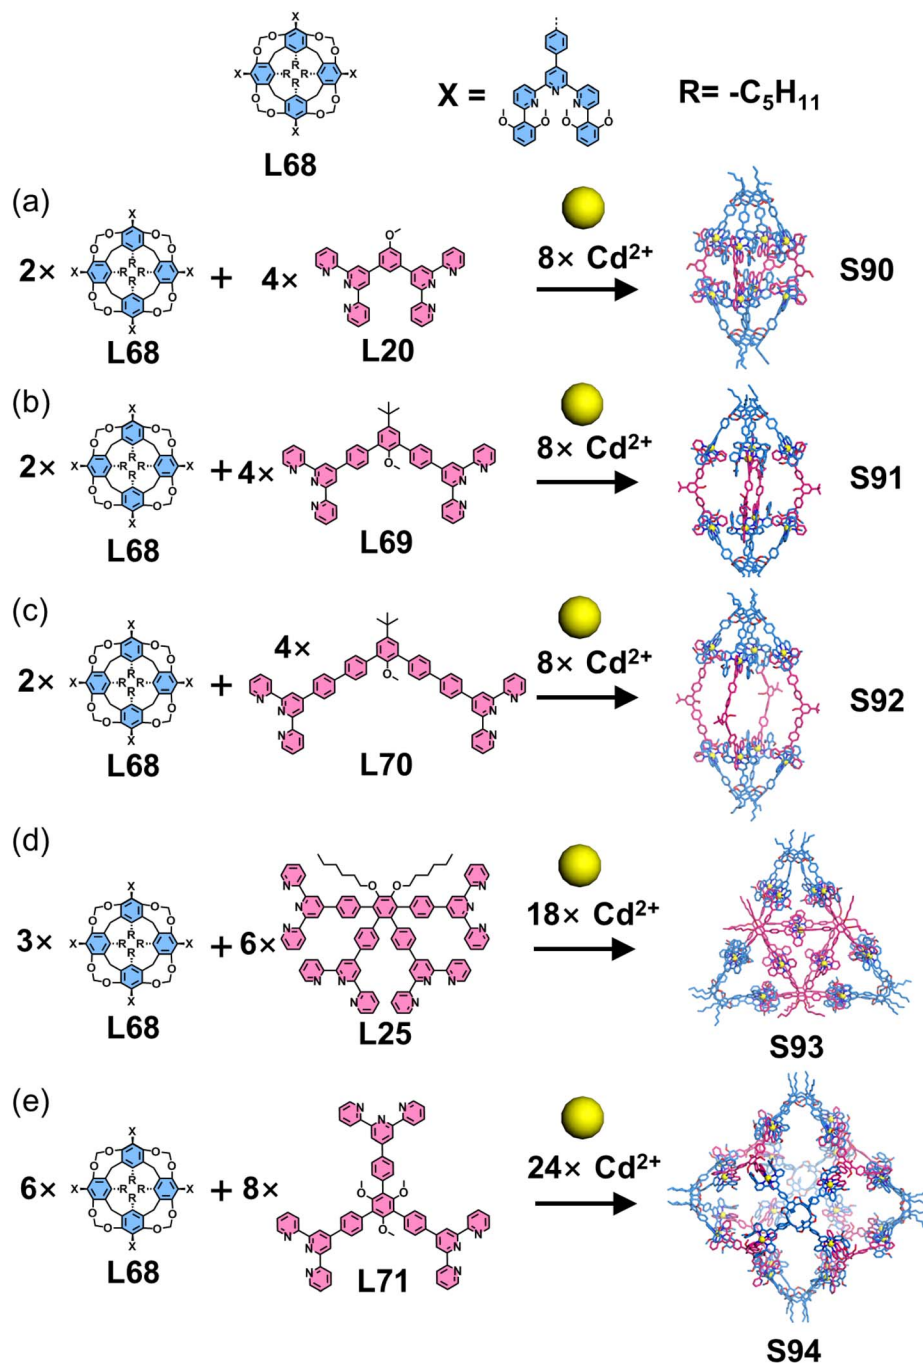 X
X
X
X
R
R
R
R
L68
X =
R= -C₅H₁₁
(a)
2×
L68
+
4×
L20
8× Cd²⁺
S90
(b)
2×
L68
+
4×
L69
8× Cd²⁺
S91
(c)
2×
L68
+
4×
L70
8× Cd²⁺
S92
(d)
3×
L68
+
6×
L25
18× Cd²⁺
S93
(e)
6×
L68
+
8×
L71
24× Cd²⁺
S94